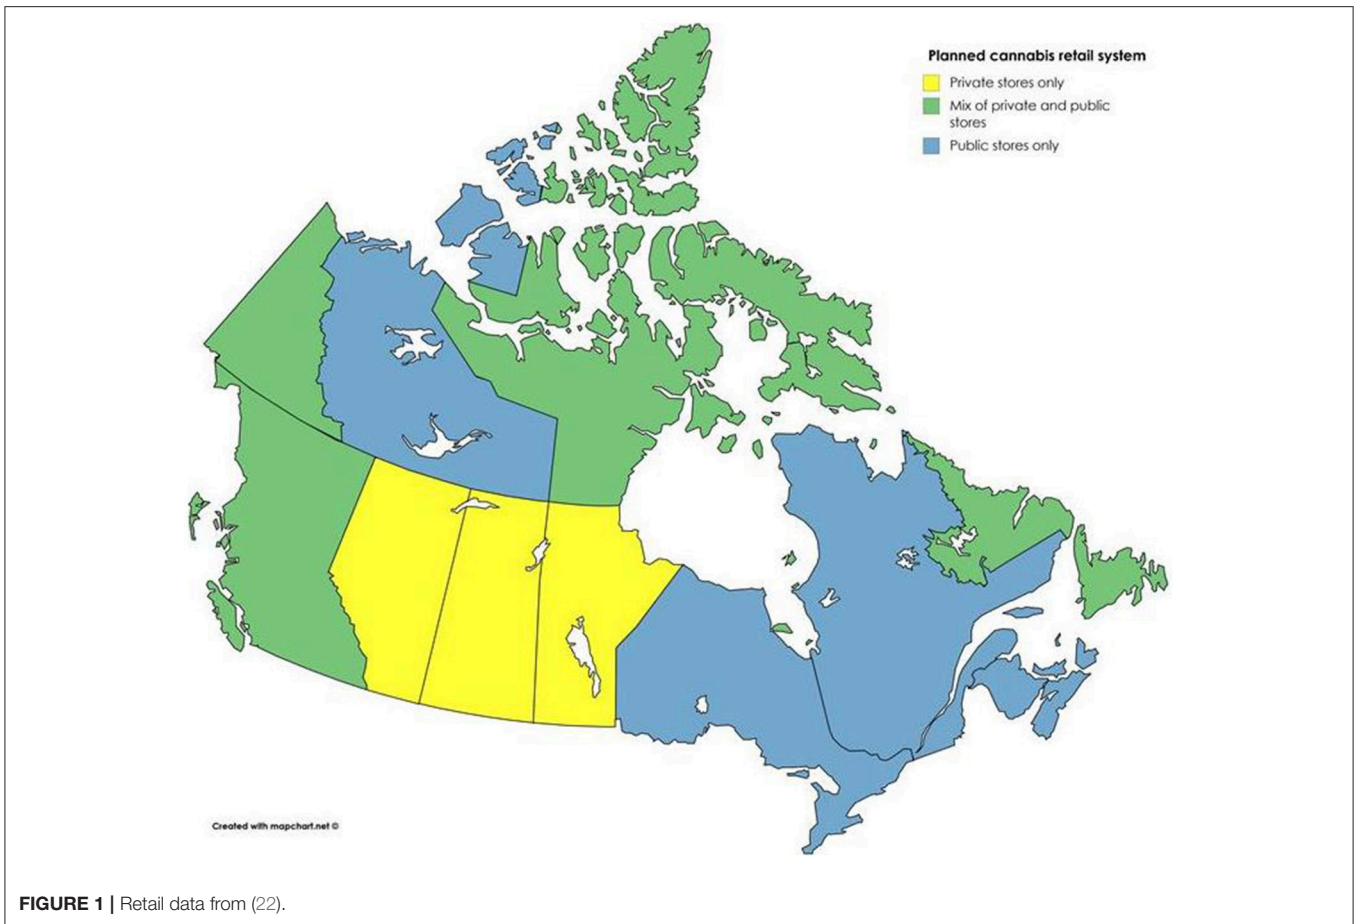 Planned cannabis retail system
Private stores only
Mix of private and public
stores
Public stores only
Created with mapchart.net ©
FIGURE 1 | Retail data from (22).